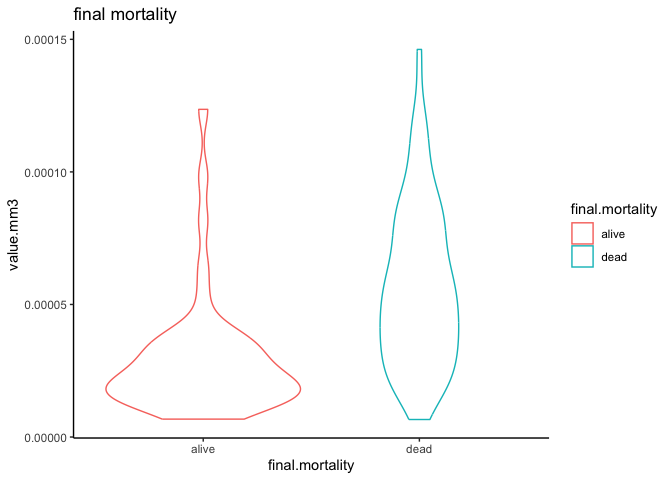 final mortality
0.00015
0.00010
0.00005
0.00000
value.mm3
alive
dead
final.mortality
final.mortality
alive
dead